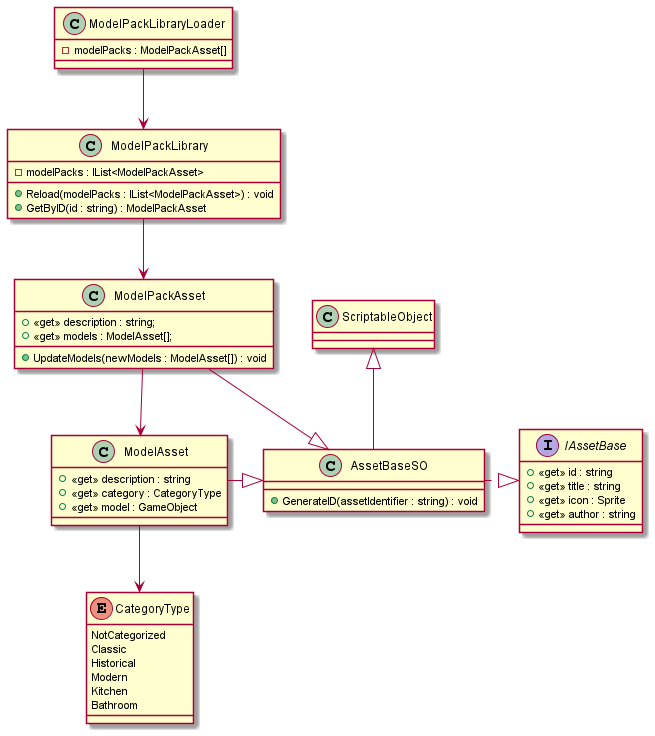 C ModelPackLibraryLoader
modelPacks : ModelPackAsset[]
C ModelPackLibrary
modelPacks : IList<ModelPackAsset>
Reload(modelPacks : IList<ModelPackAsset>) : void
GetByID(id : string) : ModelPackAsset
C ModelPackAsset
«get» description : string;
«get» models : ModelAsset[];
UpdateModels(newModels : ModelAsset[]) : void
C ScriptableObject
C ModelAsset
«get» description : string
«get» category : CategoryType
«get» model : GameObject
C AssetBaseSO
GenerateID(assetIdentifier : string) : void
I IAssetBase
«get» id : string
«get» title : string
«get» icon : Sprite
«get» author : string
E CategoryType
NotCategorized
Classic
Historical
Modern
Kitchen
Bathroom